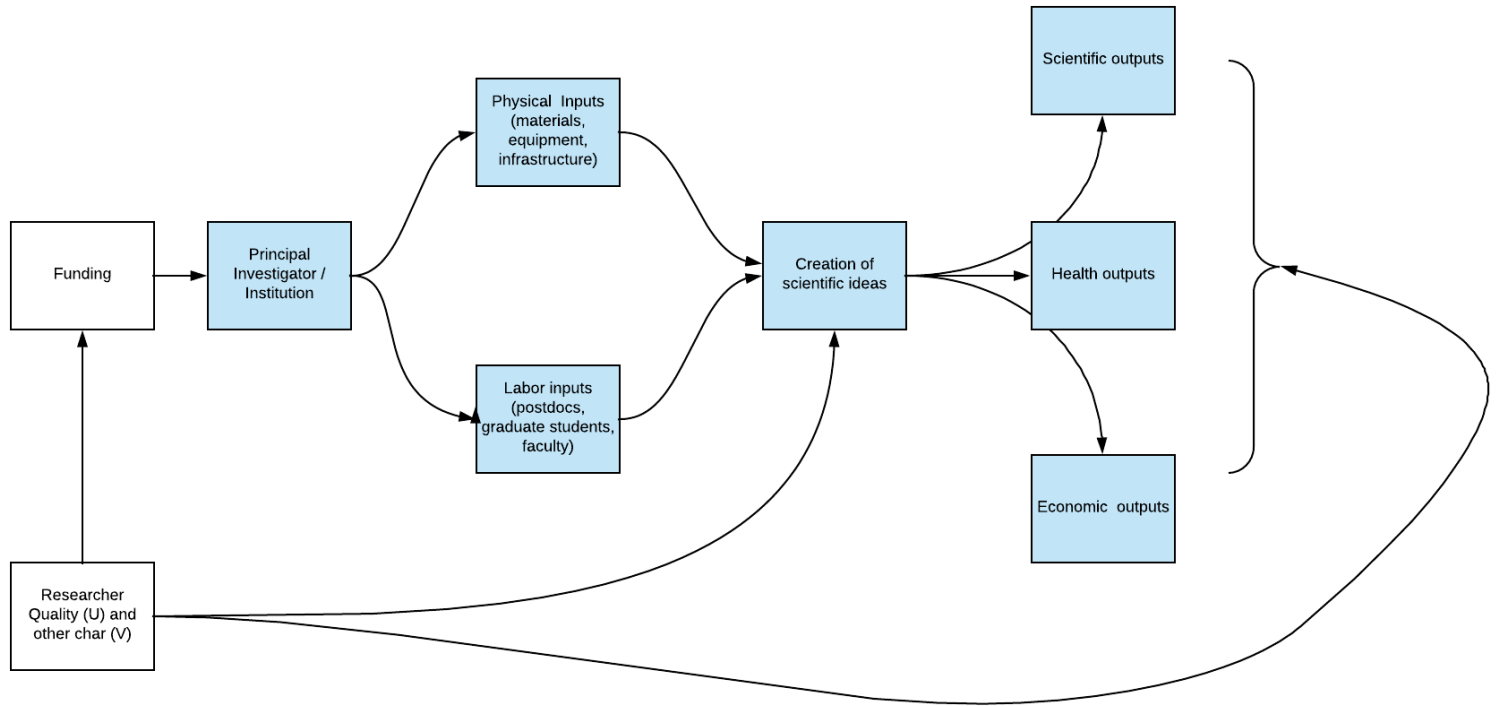 Scientific outputs
Physical Inputs
(materials,
equipment,
infrastructure)
Funding
Principal
Investigator /
Institution
Creation of
scientific ideas
Health outputs
Labor inputs
(postdocs,
graduate students,
faculty)
Economic outputs
Researcher
Quality (U) and
other char (V)